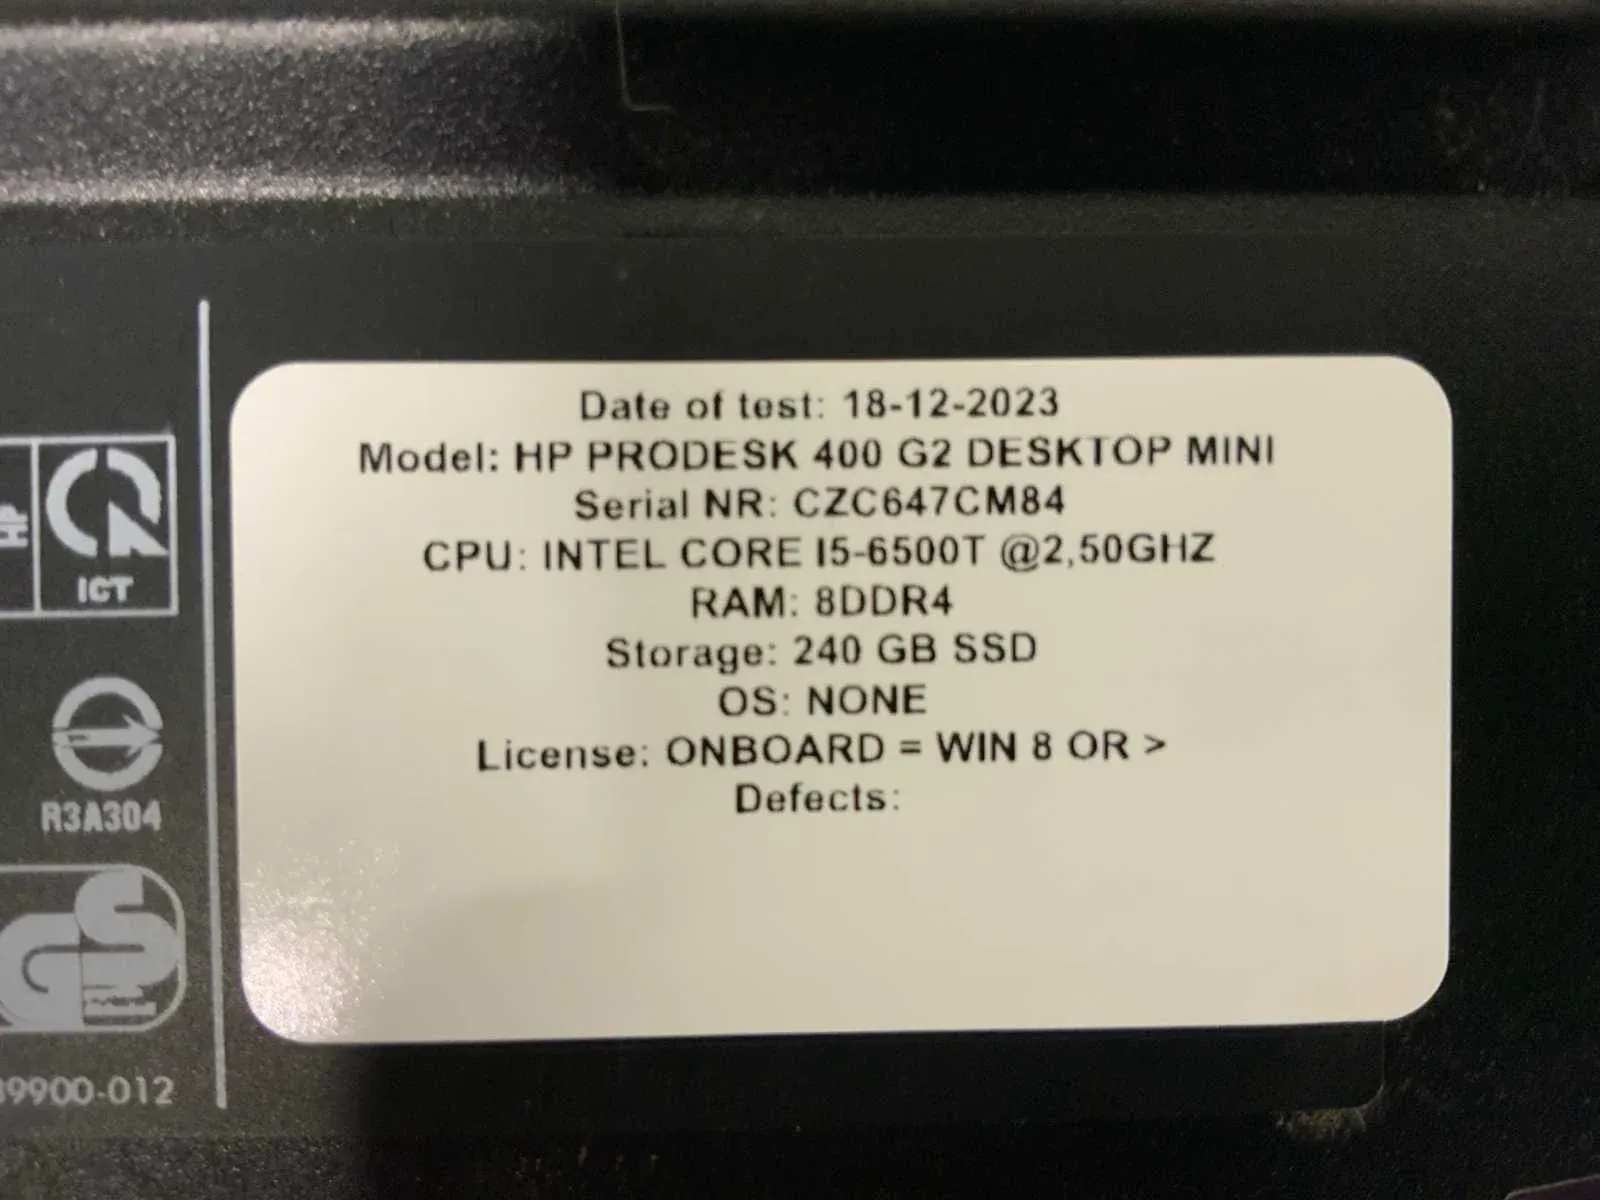 Date of test: 18-12-2023
Model: HP PRODESK 400 G2 DESKTOP MINI
Serial NR: CZC647CM84
CPU: INTEL CORE I5-6500T @2,50GHZ
RAM: 8DDR4
Storage: 240 GB SSD
OS: NONE
License: ONBOARD = WIN 8 OR >
Defects:
ICT
R3A304
GS
9900-012